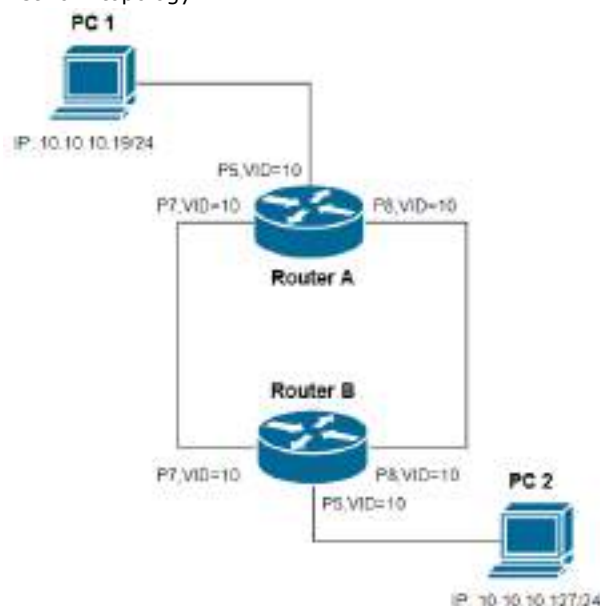 PC 1
IP: 10.10.10.19/24
P5,VID=10
P7,VID=10
P8,VID=10
Router A
Router B
P7,VID=10
P8,VID=10
P5,VID=10
PC 2
IP: 10.10.10.127/24